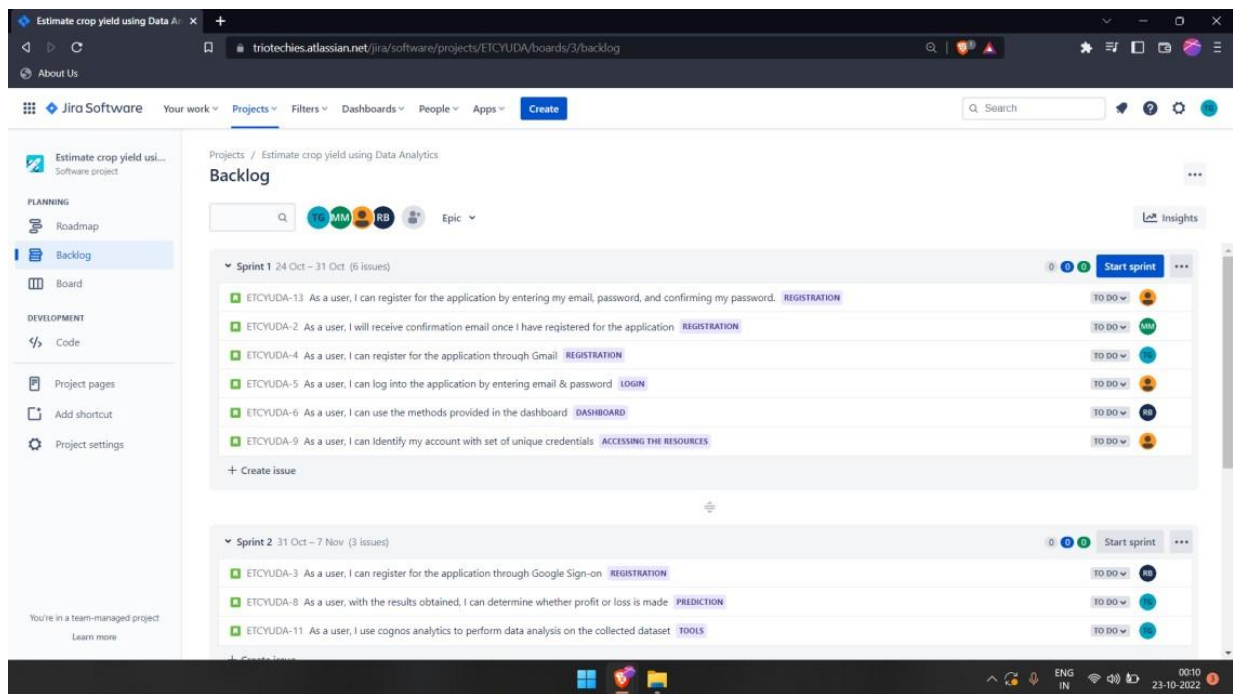 Estimate crop yield using Data An
triotechies.atlassian.net/jira/software/projects/ETCYUDA/boards/3/backlog
About Us
Jira Software Your work Projects Filters Dashboards People Apps Create Search TG
Estimate crop yield usi...
Software project
Projects / Estimate crop yield using Data Analytics
Backlog
PLANNING
Roadmap
Backlog
Board
DEVELOPMENT
Code
Project pages
Add shortcut
Project settings
You're in a team-managed project
Learn more
TG MM RB Epic Insights
Sprint 1 24 Oct – 31 Oct (6 issues) 0 0 0 Start sprint
ETCYUDA-13 As a user, I can register for the application by entering my email, password, and confirming my password. REGISTRATION TO DO
ETCYUDA-2 As a user, I will receive confirmation email once I have registered for the application REGISTRATION TO DO MM
ETCYUDA-4 As a user, I can register for the application through Gmail REGISTRATION TO DO TG
ETCYUDA-5 As a user, I can log into the application by entering email & password LOGIN TO DO
ETCYUDA-6 As a user, I can use the methods provided in the dashboard DASHBOARD TO DO RB
ETCYUDA-9 As a user, I can Identify my account with set of unique credentials ACCESSING THE RESOURCES TO DO
+ Create issue
Sprint 2 31 Oct – 7 Nov (3 issues) 0 0 0 Start sprint
ETCYUDA-3 As a user, I can register for the application through Google Sign-on REGISTRATION TO DO RB
ETCYUDA-8 As a user, with the results obtained, I can determine whether profit or loss is made PREDICTION TO DO TG
ETCYUDA-11 As a user, I use cognos analytics to perform data analysis on the collected dataset TOOLS TO DO TG
+ Create issue
ENG
IN
00:10
23-10-2022
3